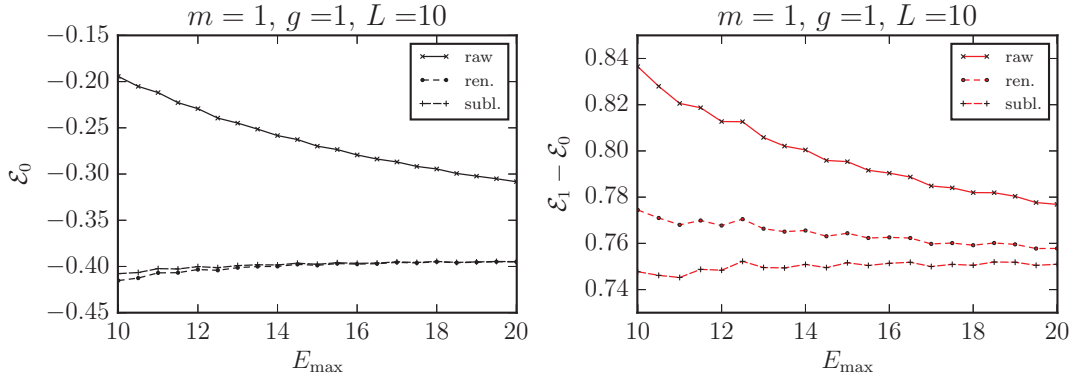 m = 1, g =1, L =10
−0.15
−0.20
−0.25
−0.30
−0.35
−0.40
−0.45
ℰ₀
raw
ren.
subl.
10 12 14 16 18 20
E_max
m = 1, g =1, L =10
0.84
0.82
0.80
0.78
0.76
0.74
ℰ₁ − ℰ₀
raw
ren.
subl.
10 12 14 16 18 20
E_max